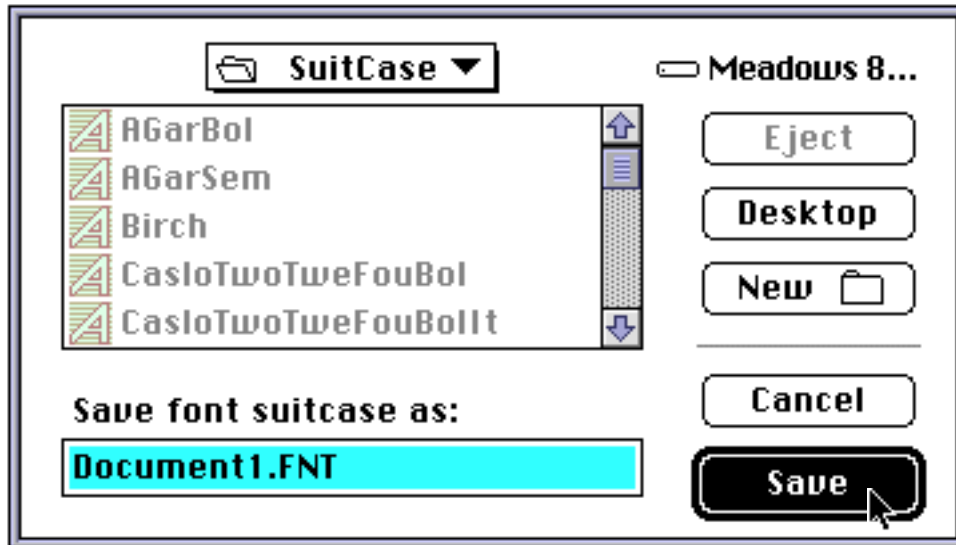 SuitCase
Meadows 8...
AGarBol
AGarSem
Birch
CasloTwoTweFouBol
CasloTwoTweFouBolIt
Eject
Desktop
New
Save font suitcase as:
Document1.FNT
Cancel
Save